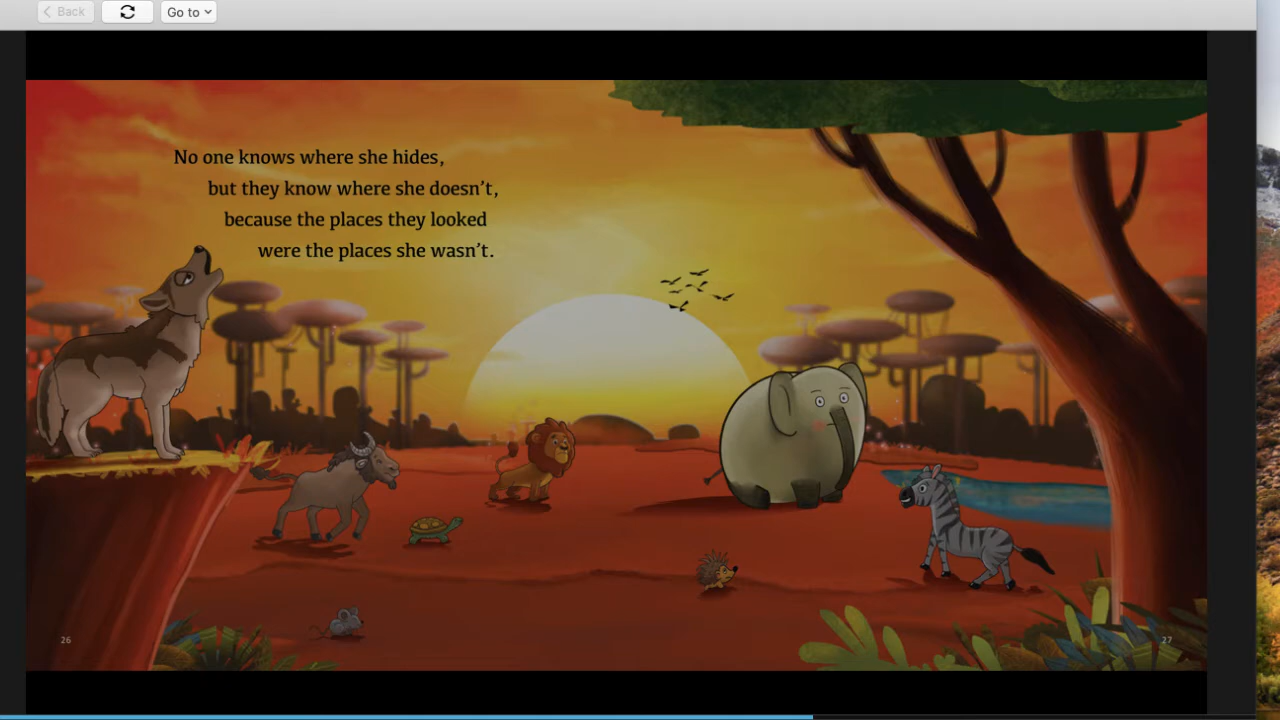 Back
Go to
No one knows where she hides,
but they know where she doesn’t,
because the places they looked
were the places she wasn’t.
26
27